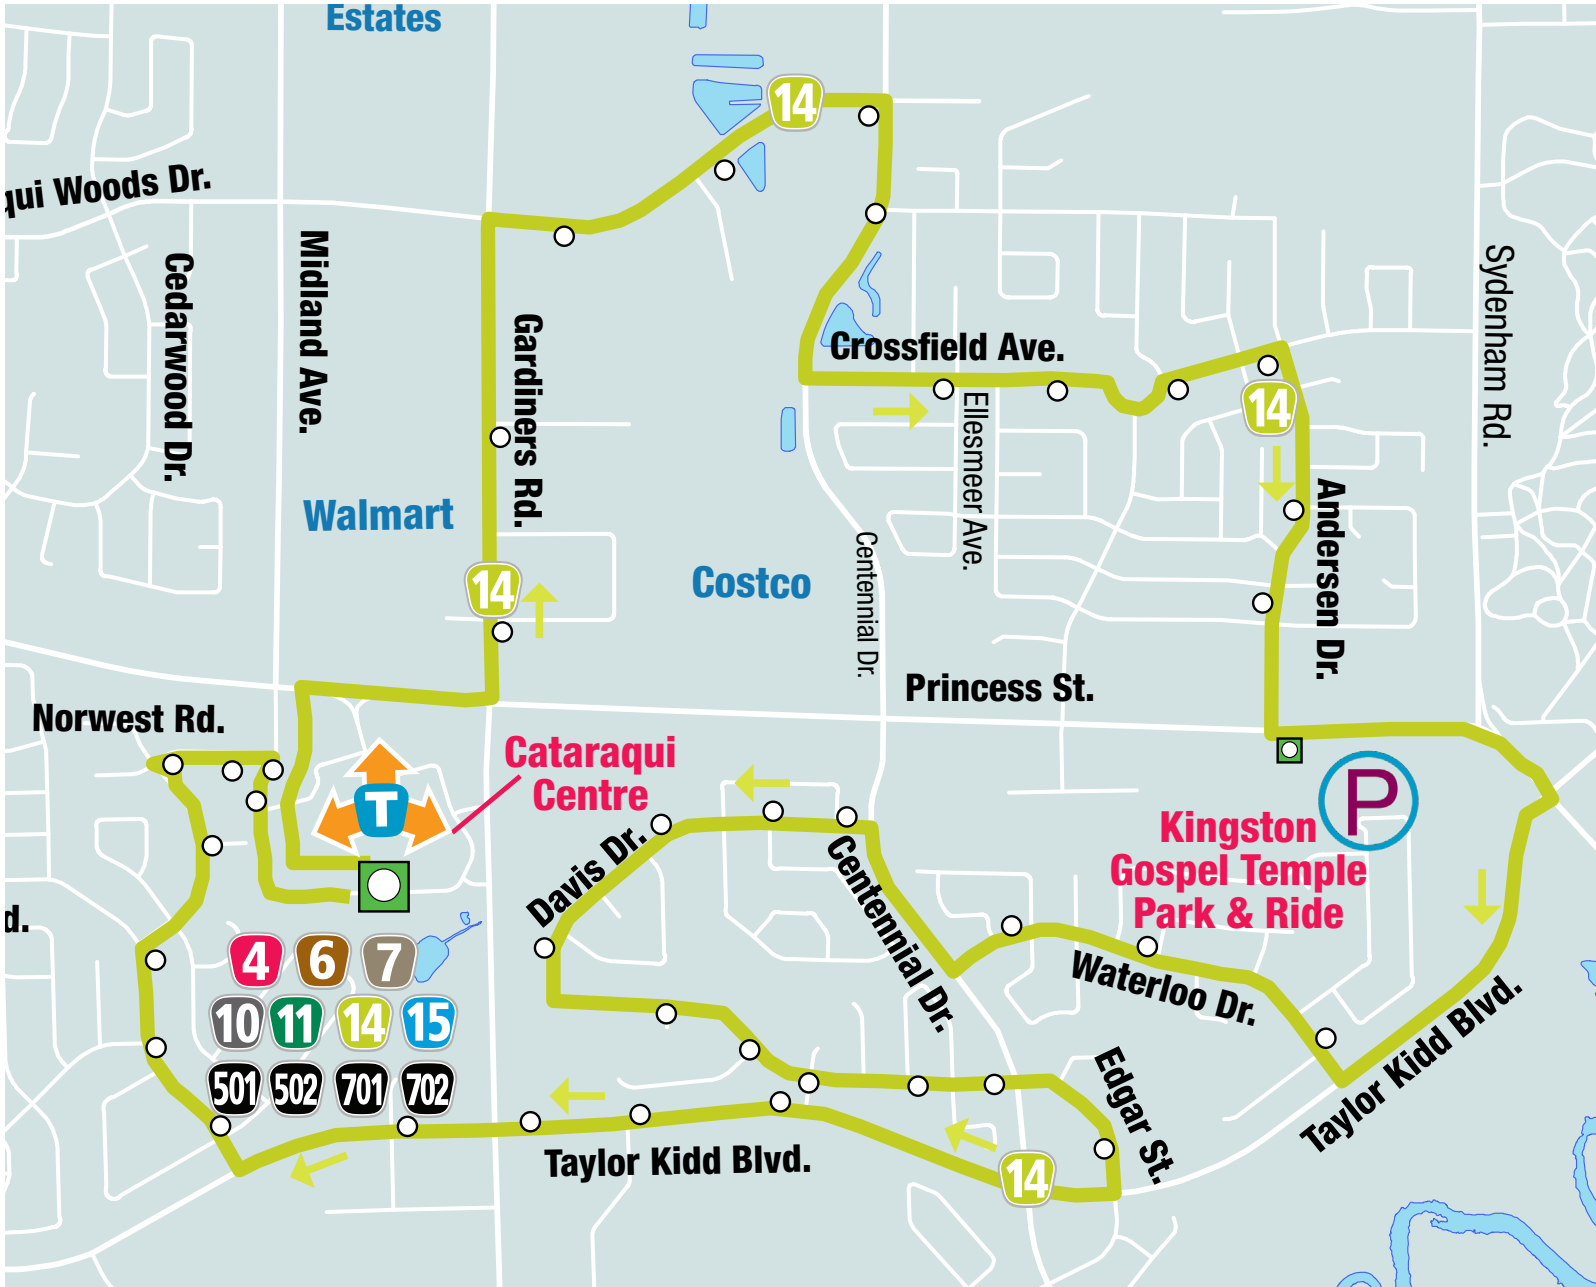 Estates
14
qui Woods Dr.
Cedarwood Dr.
Midland Ave.
Gardiners Rd.
Crossfield Ave.
Sydenham Rd.
14
Ellesmeer Ave.
Andersen Dr.
Walmart
Costco
Centennial Dr.
14
Princess St.
Norwest Rd.
Cataraqui
Centre
T
P
Kingston
Gospel Temple
Park & Ride
Davis Dr.
Centennial Dr.
d.
4 6 7
10 11 14 15
501 502 701 702
Waterloo Dr.
Taylor Kidd Blvd.
Edgar St.
Taylor Kidd Blvd.
14